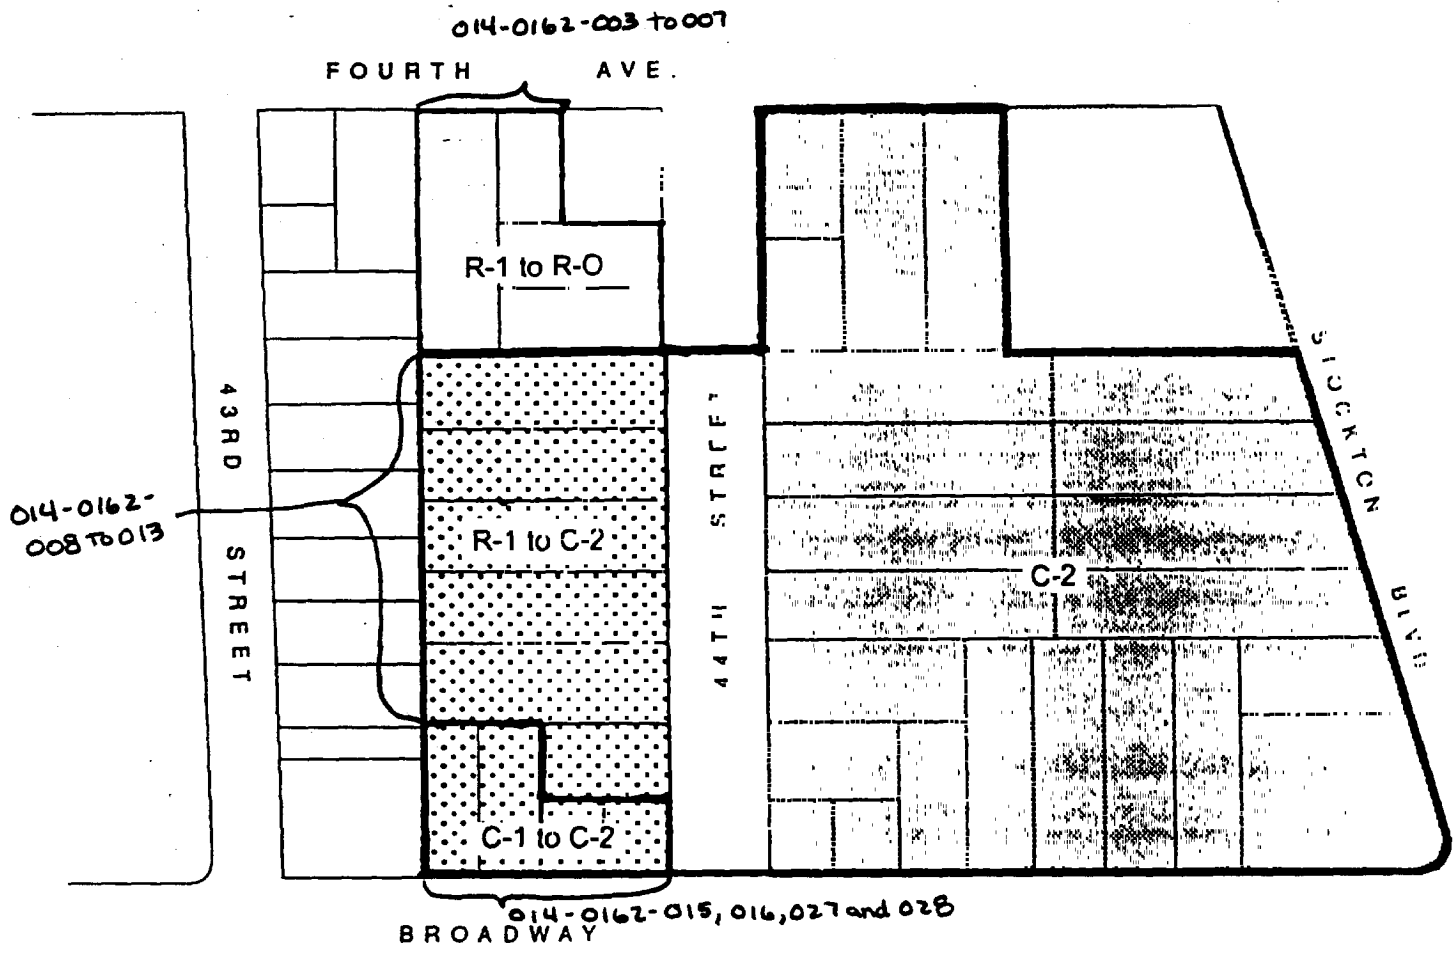 014-0162-003 to 007
FOURTH AVE.
R-1 to R-O
43RD STREET
44TH STREET
STOCKTON BLVD
014-0162-
008 TO 013
R-1 to C-2
C-2
C-1 to C-2
014-0162-015, 016, 027 and 028
BROADWAY